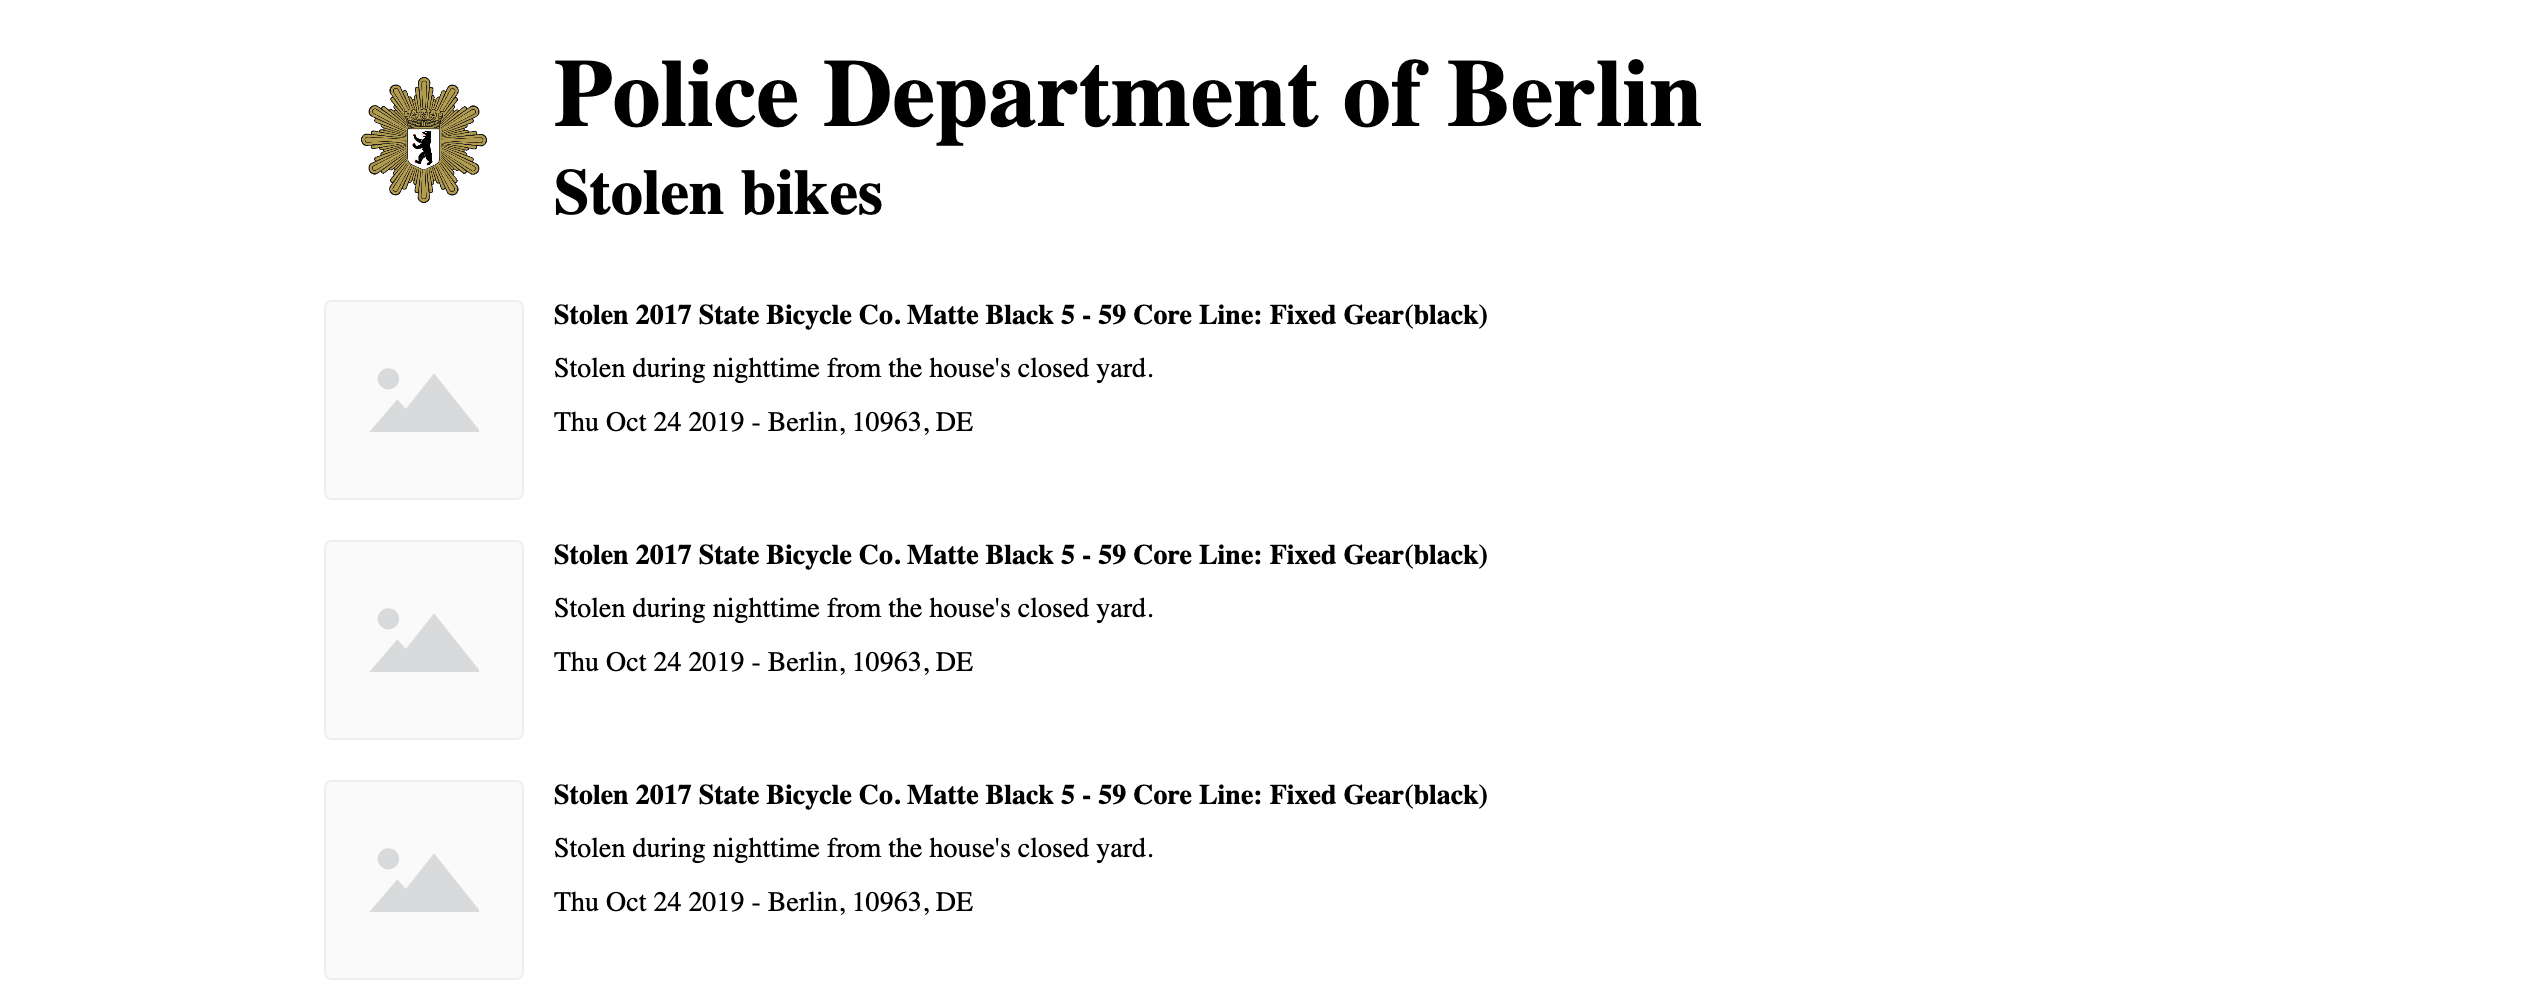 Police Department of Berlin
Stolen bikes
Stolen 2017 State Bicycle Co. Matte Black 5 - 59 Core Line: Fixed Gear(black)
Stolen during nighttime from the house's closed yard.
Thu Oct 24 2019 - Berlin, 10963, DE
Stolen 2017 State Bicycle Co. Matte Black 5 - 59 Core Line: Fixed Gear(black)
Stolen during nighttime from the house's closed yard.
Thu Oct 24 2019 - Berlin, 10963, DE
Stolen 2017 State Bicycle Co. Matte Black 5 - 59 Core Line: Fixed Gear(black)
Stolen during nighttime from the house's closed yard.
Thu Oct 24 2019 - Berlin, 10963, DE